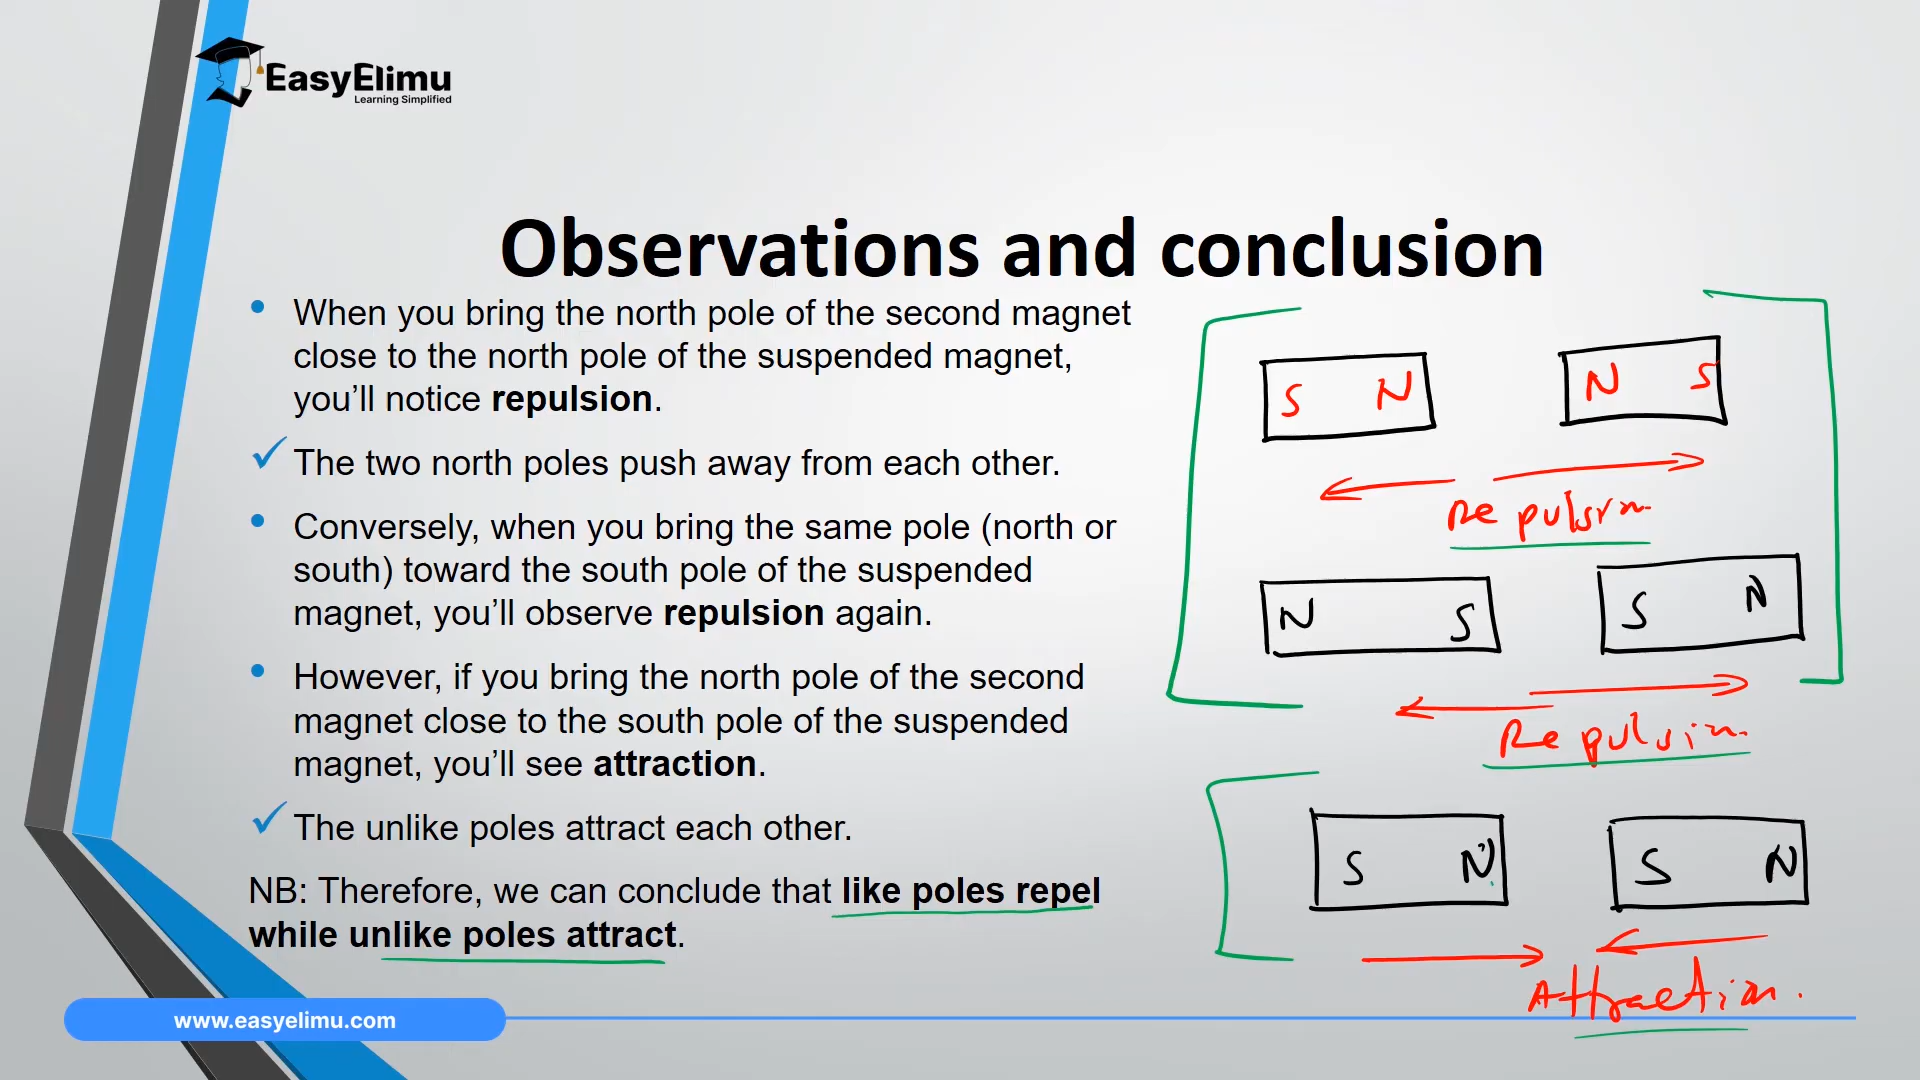 EasyElimu
Learning Simplified
Observations and conclusion
• When you bring the north pole of the second magnet
close to the north pole of the suspended magnet,
you’ll notice repulsion.
✓ The two north poles push away from each other.
• Conversely, when you bring the same pole (north or
south) toward the south pole of the suspended
magnet, you’ll observe repulsion again.
• However, if you bring the north pole of the second
magnet close to the south pole of the suspended
magnet, you’ll see attraction.
✓ The unlike poles attract each other.
NB: Therefore, we can conclude that like poles repel
while unlike poles attract.
S N N S
Repulsion
N S S N
Repulsion.
S N S N
Attraction.
www.easyelimu.com